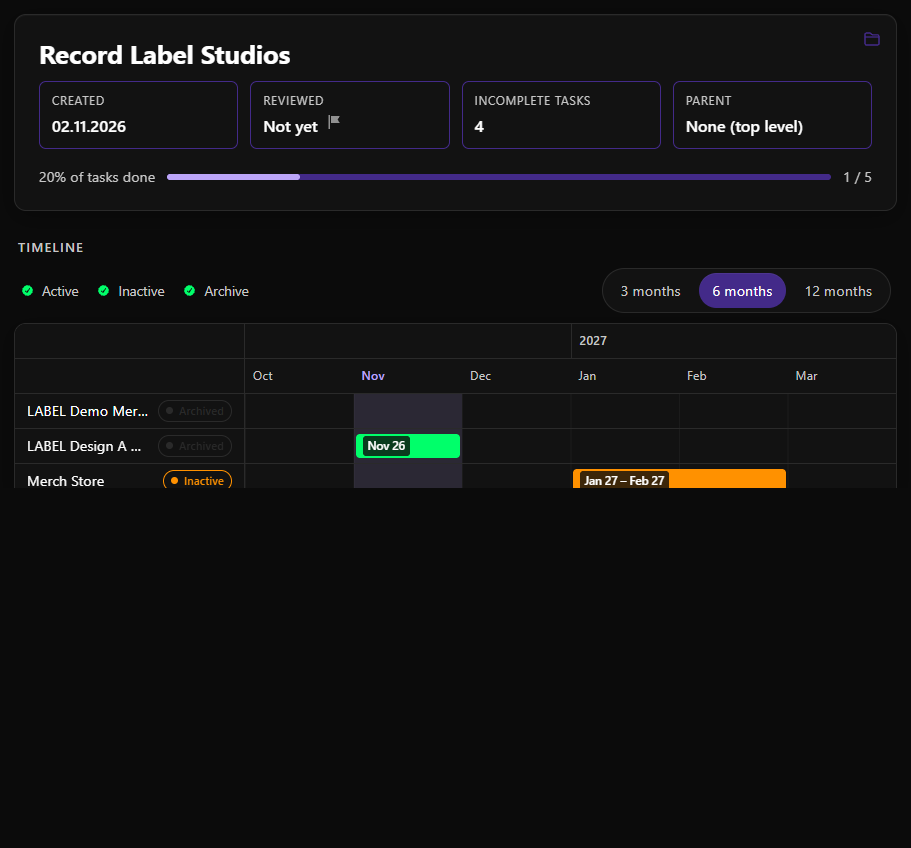 Record Label Studios
CREATED
02.11.2026
REVIEWED
Not yet
INCOMPLETE TASKS
4
PARENT
None (top level)
20% of tasks done 1 / 5
TIMELINE
Active Inactive Archive
3 months 6 months 12 months
2027
Oct Nov Dec Jan Feb Mar
LABEL Demo Mer... Archived
LABEL Design A ... Archived Nov 26
Merch Store Inactive Jan 27 – Feb 27